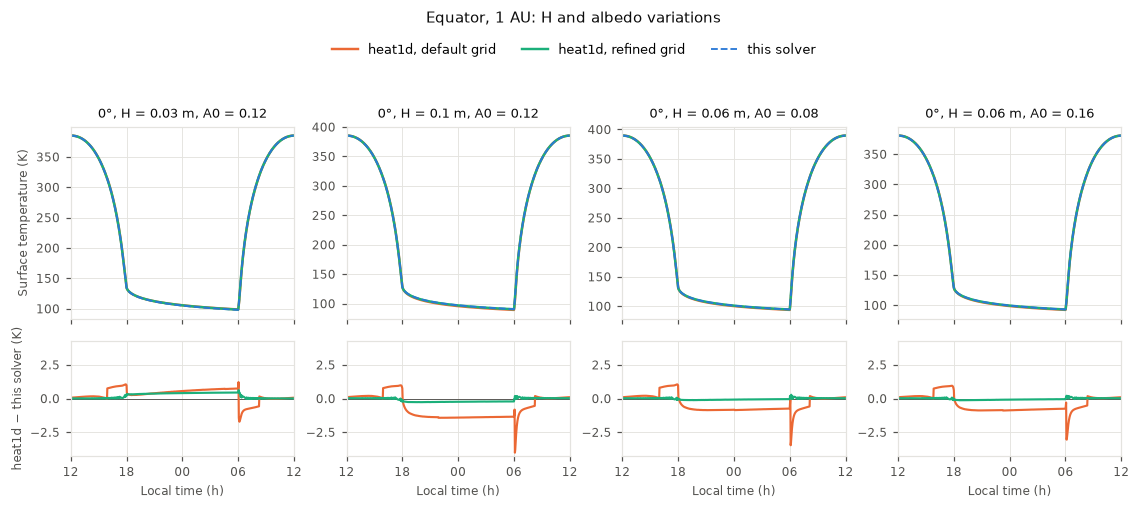 Equator, 1 AU: H and albedo variations
heat1d, default grid heat1d, refined grid this solver
0°, H = 0.03 m, A0 = 0.12
0°, H = 0.1 m, A0 = 0.12
0°, H = 0.06 m, A0 = 0.08
0°, H = 0.06 m, A0 = 0.16
Surface temperature (K)
350
300
250
200
150
100
400
350
300
250
200
150
100
400
350
300
250
200
150
100
350
300
250
200
150
100
heat1d − this solver (K)
2.5
0.0
−2.5
2.5
0.0
−2.5
2.5
0.0
−2.5
2.5
0.0
−2.5
12 18 00 06 12
12 18 00 06 12
12 18 00 06 12
12 18 00 06 12
Local time (h)
Local time (h)
Local time (h)
Local time (h)